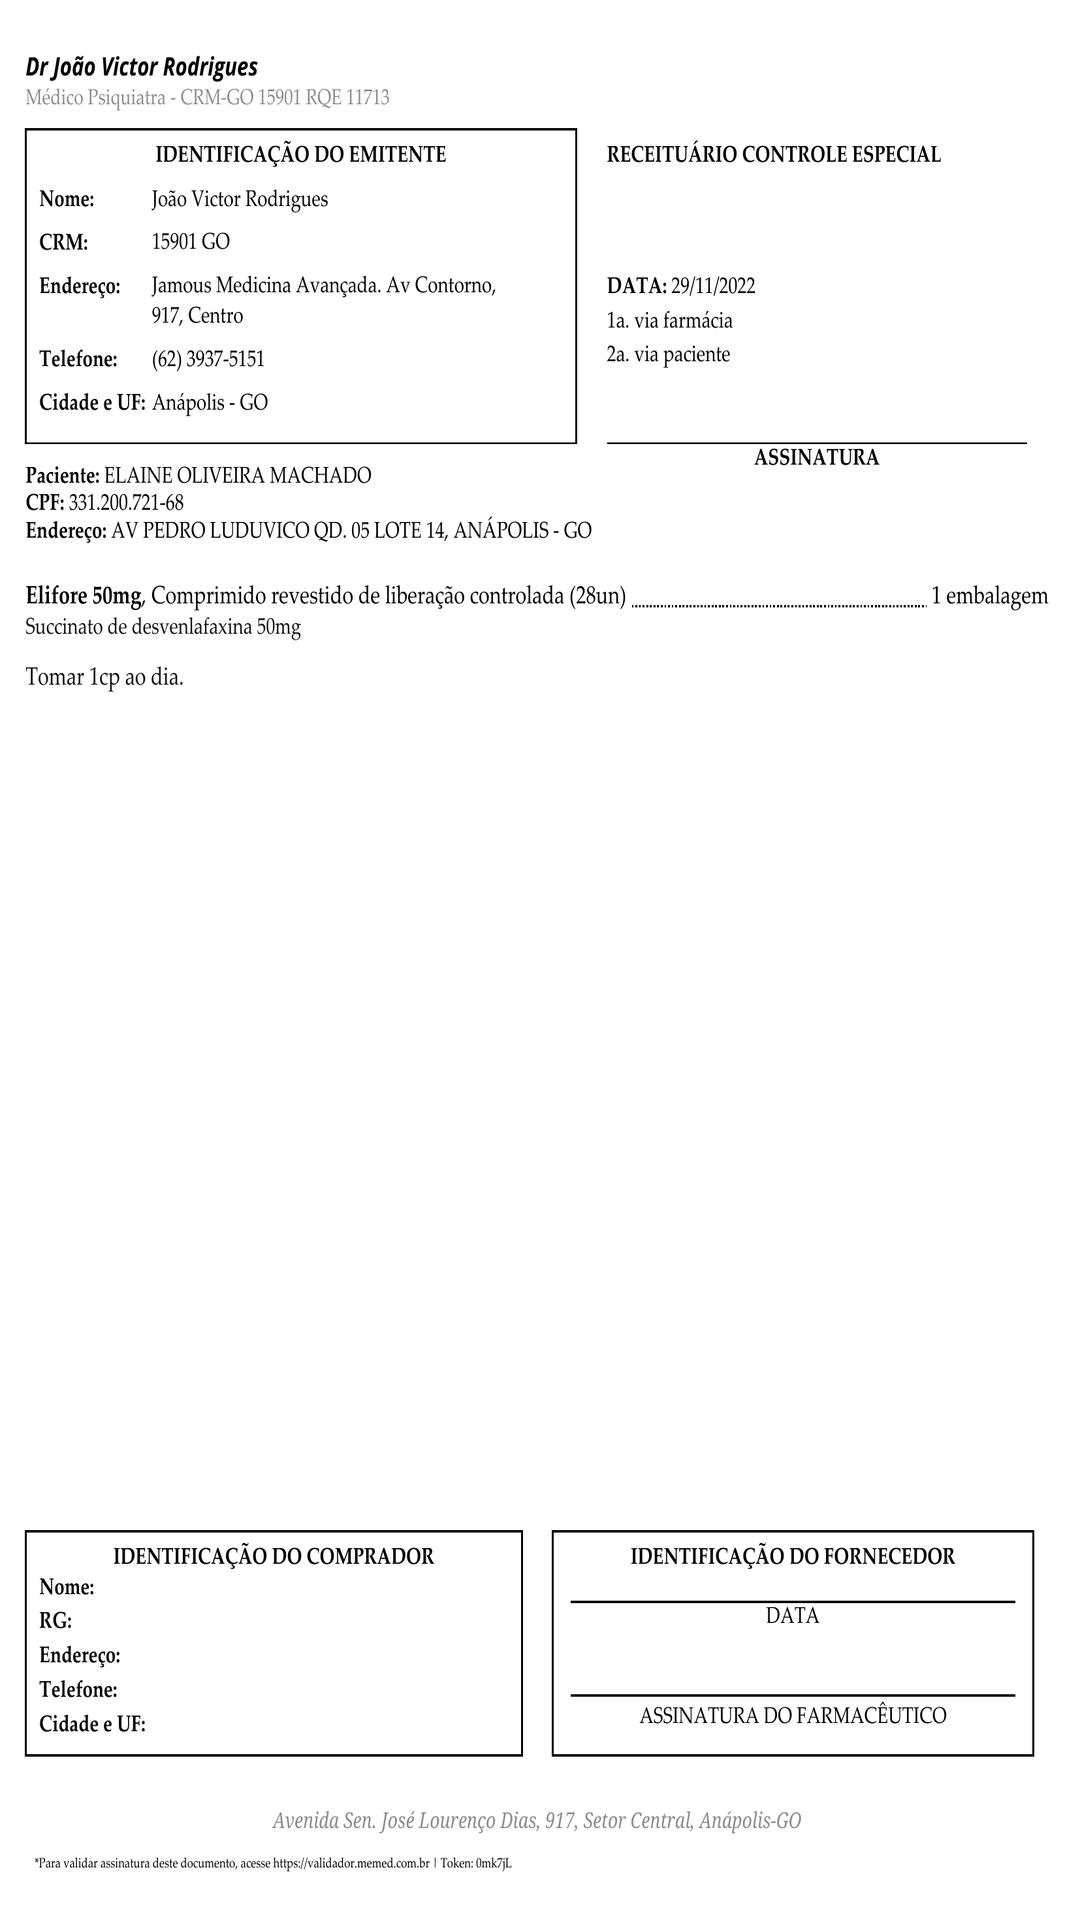 Dr João Victor Rodrigues
Médico Psiquiatra - CRM-GO 15901 RQE 11713
IDENTIFICAÇÃO DO EMITENTE
Nome: João Victor Rodrigues
CRM: 15901 GO
Endereço: Jamous Medicina Avançada. Av Contorno,
917, Centro
Telefone: (62) 3937-5151
Cidade e UF: Anápolis - GO
RECEITUÁRIO CONTROLE ESPECIAL
DATA: 29/11/2022
1a. via farmácia
2a. via paciente
ASSINATURA
Paciente: ELAINE OLIVEIRA MACHADO
CPF: 331.200.721-68
Endereço: AV PEDRO LUDUVICO QD. 05 LOTE 14, ANÁPOLIS - GO
Elifore 50mg, Comprimido revestido de liberação controlada (28un) 1 embalagem
Succinato de desvenlafaxina 50mg
Tomar 1cp ao dia.
IDENTIFICAÇÃO DO COMPRADOR
Nome:
RG:
Endereço:
Telefone:
Cidade e UF:
IDENTIFICAÇÃO DO FORNECEDOR
DATA
ASSINATURA DO FARMACÊUTICO
Avenida Sen. José Lourenço Dias, 917, Setor Central, Anápolis-GO
*Para validar assinatura deste documento, acesse https://validador.memed.com.br | Token: 0mk7jL